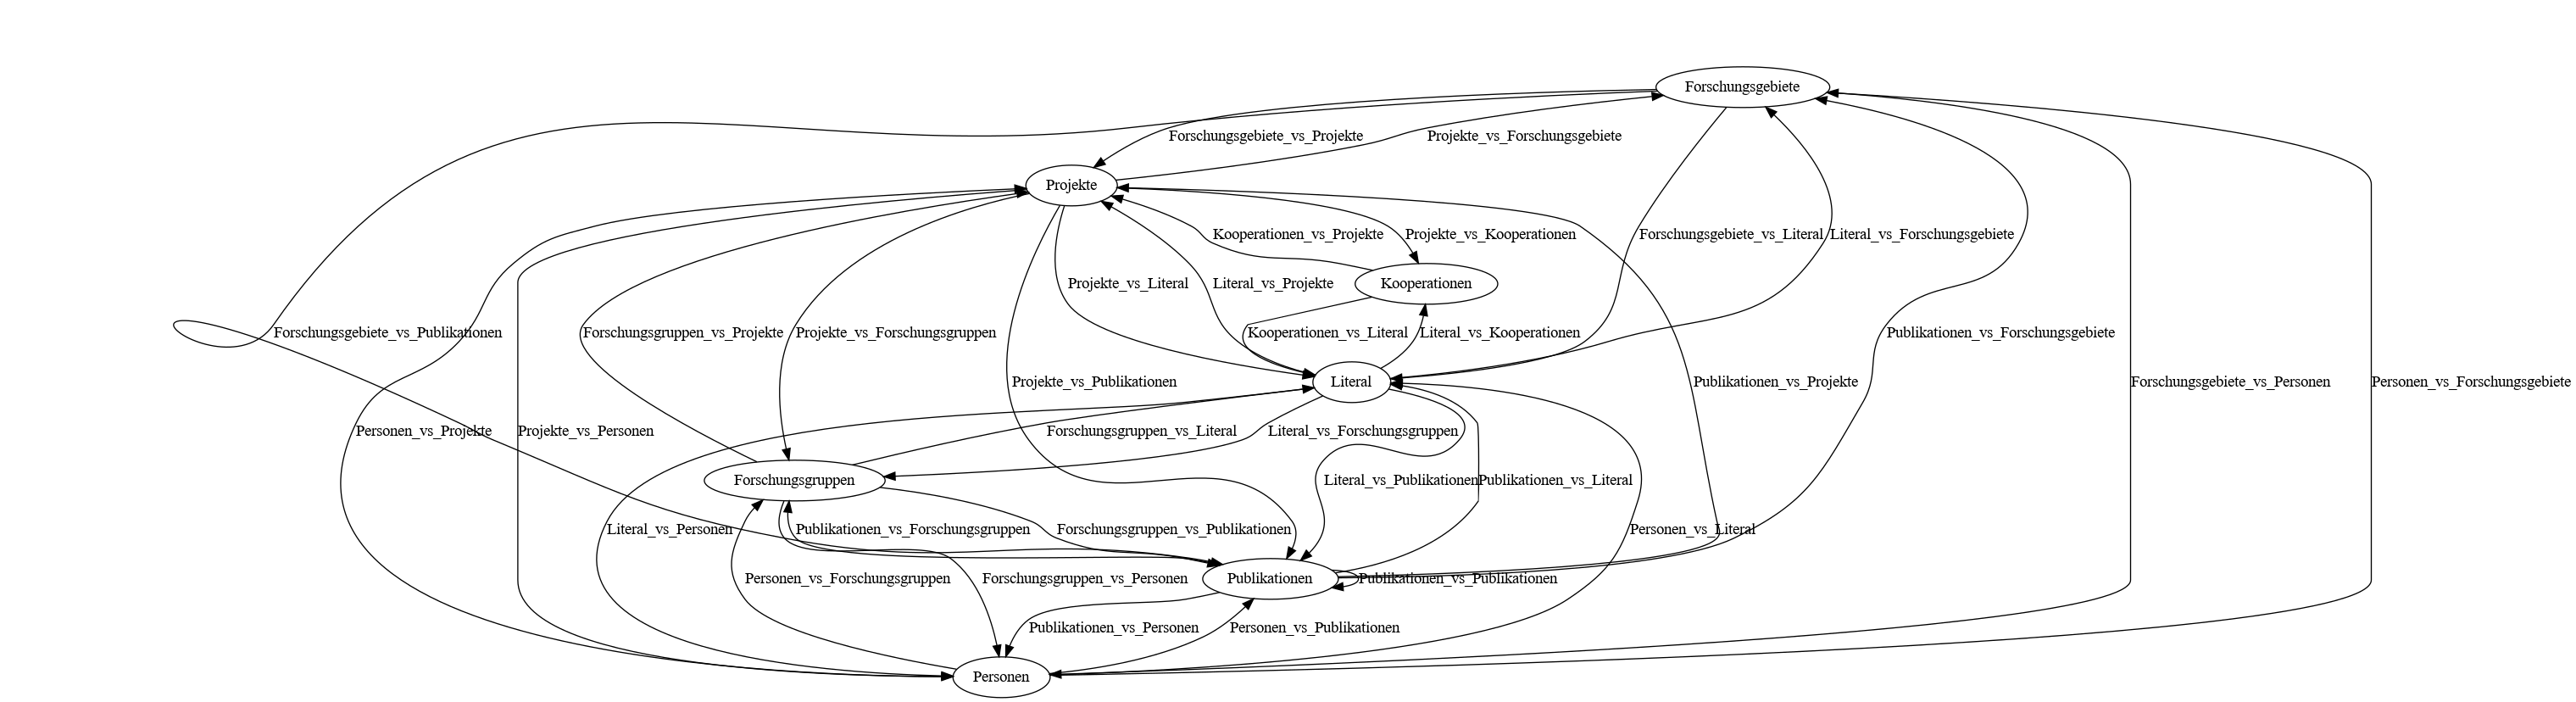 Forschungsgebiete
Forschungsgebiete_vs_Projekte
Projekte_vs_Forschungsgebiete
Projekte
Kooperationen_vs_Projekte
Projekte_vs_Kooperationen
Forschungsgebiete_vs_Literal
Literal_vs_Forschungsgebiete
Projekte_vs_Literal
Literal_vs_Projekte
Kooperationen
Forschungsgebiete_vs_Publikationen
Forschungsgruppen_vs_Projekte
Projekte_vs_Forschungsgruppen
Kooperationen_vs_Literal
Literal_vs_Kooperationen
Publikationen_vs_Forschungsgebiete
Projekte_vs_Publikationen
Literal
Publikationen_vs_Projekte
Forschungsgebiete_vs_Personen
Personen_vs_Forschungsgebiete
Personen_vs_Projekte
Projekte_vs_Personen
Forschungsgruppen_vs_Literal
Literal_vs_Forschungsgruppen
Forschungsgruppen
Literal_vs_Publikationen
Publikationen_vs_Literal
Literal_vs_Personen
Publikationen_vs_Forschungsgruppen
Forschungsgruppen_vs_Publikationen
Personen_vs_Literal
Personen_vs_Forschungsgruppen
Forschungsgruppen_vs_Personen
Publikationen
Publikationen_vs_Publikationen
Publikationen_vs_Personen
Personen_vs_Publikationen
Personen